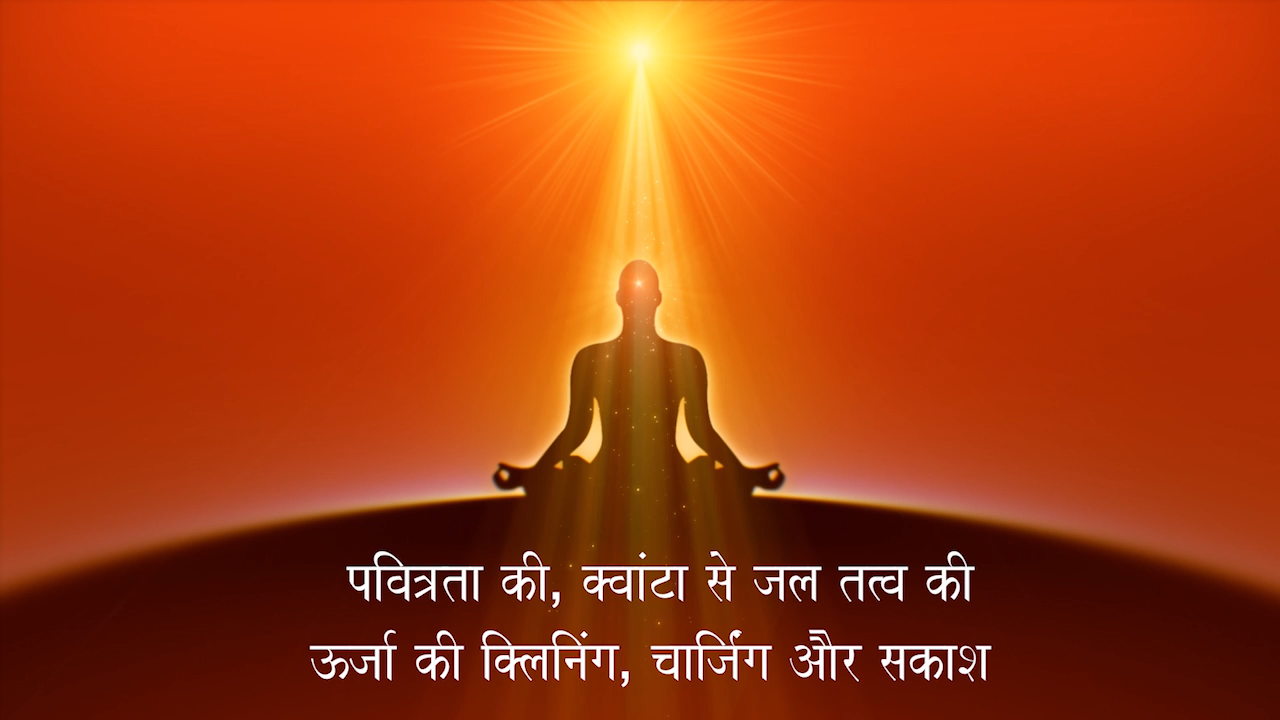 पवित्रता की, क्वांटा से जल तत्व की
ऊर्जा की क्लिनिंग, चार्जिंग और सकाश